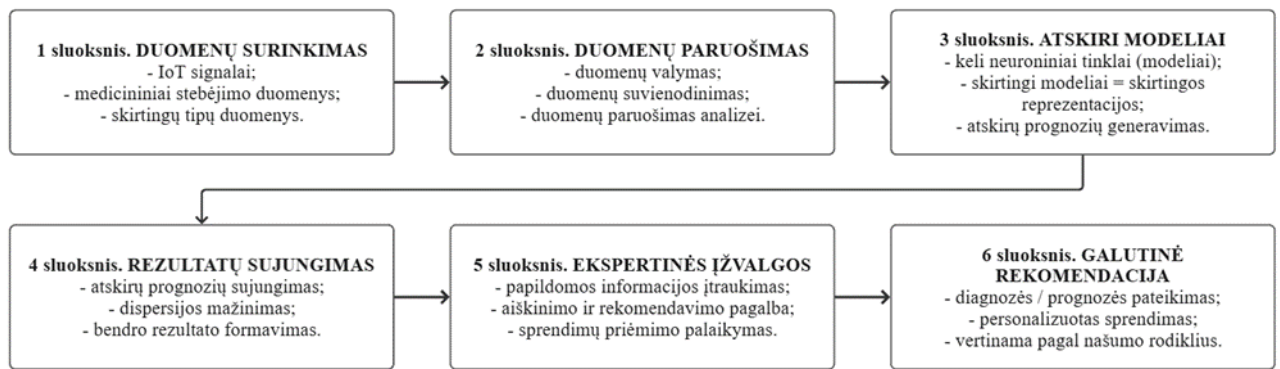 1 sluoksnis. DUOMENŲ SURINKIMAS
- IoT signalai;
- medicininiai stebėjimo duomenys;
- skirtingų tipų duomenys.
2 sluoksnis. DUOMENŲ PARUOŠIMAS
- duomenų valymas;
- duomenų suvienodinimas;
- duomenų paruošimas analizei.
3 sluoksnis. ATSKIRI MODELIAI
- keli neuroniniai tinklai (modeliai);
- skirtingi modeliai = skirtingos
reprezentacijos;
- atskirų prognozių generavimas.
4 sluoksnis. REZULTATŲ SUJUNGIMAS
- atskirų prognozių sujungimas;
- dispersijos mažinimas;
- bendro rezultato formavimas.
5 sluoksnis. EKSPERTINĖS ĮŽVALGOS
- papildomos informacijos įtraukimas;
- aiškinimo ir rekomendavimo pagalba;
- sprendimų priėmimo palaikymas.
6 sluoksnis. GALUTINĖ
REKOMENDACIJA
- diagnozės / prognozės pateikimas;
- personalizuotas sprendimas;
- vertinama pagal našumo rodiklius.